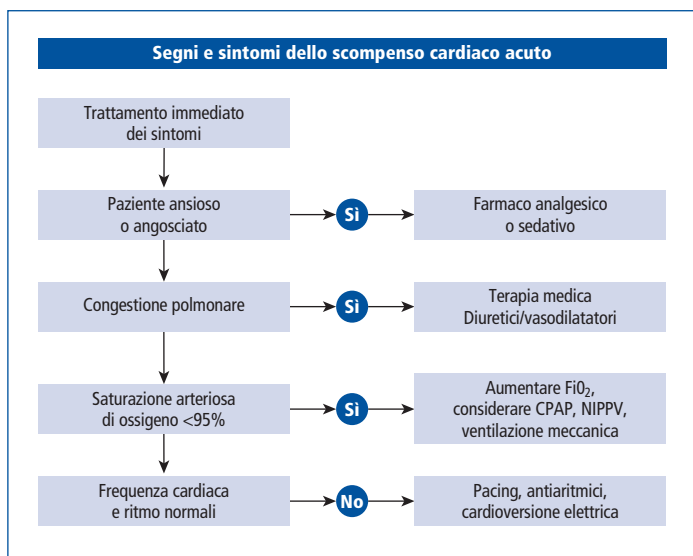 Segni e sintomi dello scompenso cardiaco acuto
Trattamento immediato
dei sintomi
Paziente ansioso
o angosciato
Sì
Farmaco analgesico
o sedativo
Congestione polmonare
Sì
Terapia medica
Diuretici/vasodilatatori
Saturazione arteriosa
di ossigeno <95%
Sì
Aumentare Fi0₂,
considerare CPAP, NIPPV,
ventilazione meccanica
Frequenza cardiaca
e ritmo normali
No
Pacing, antiaritmici,
cardioversione elettrica